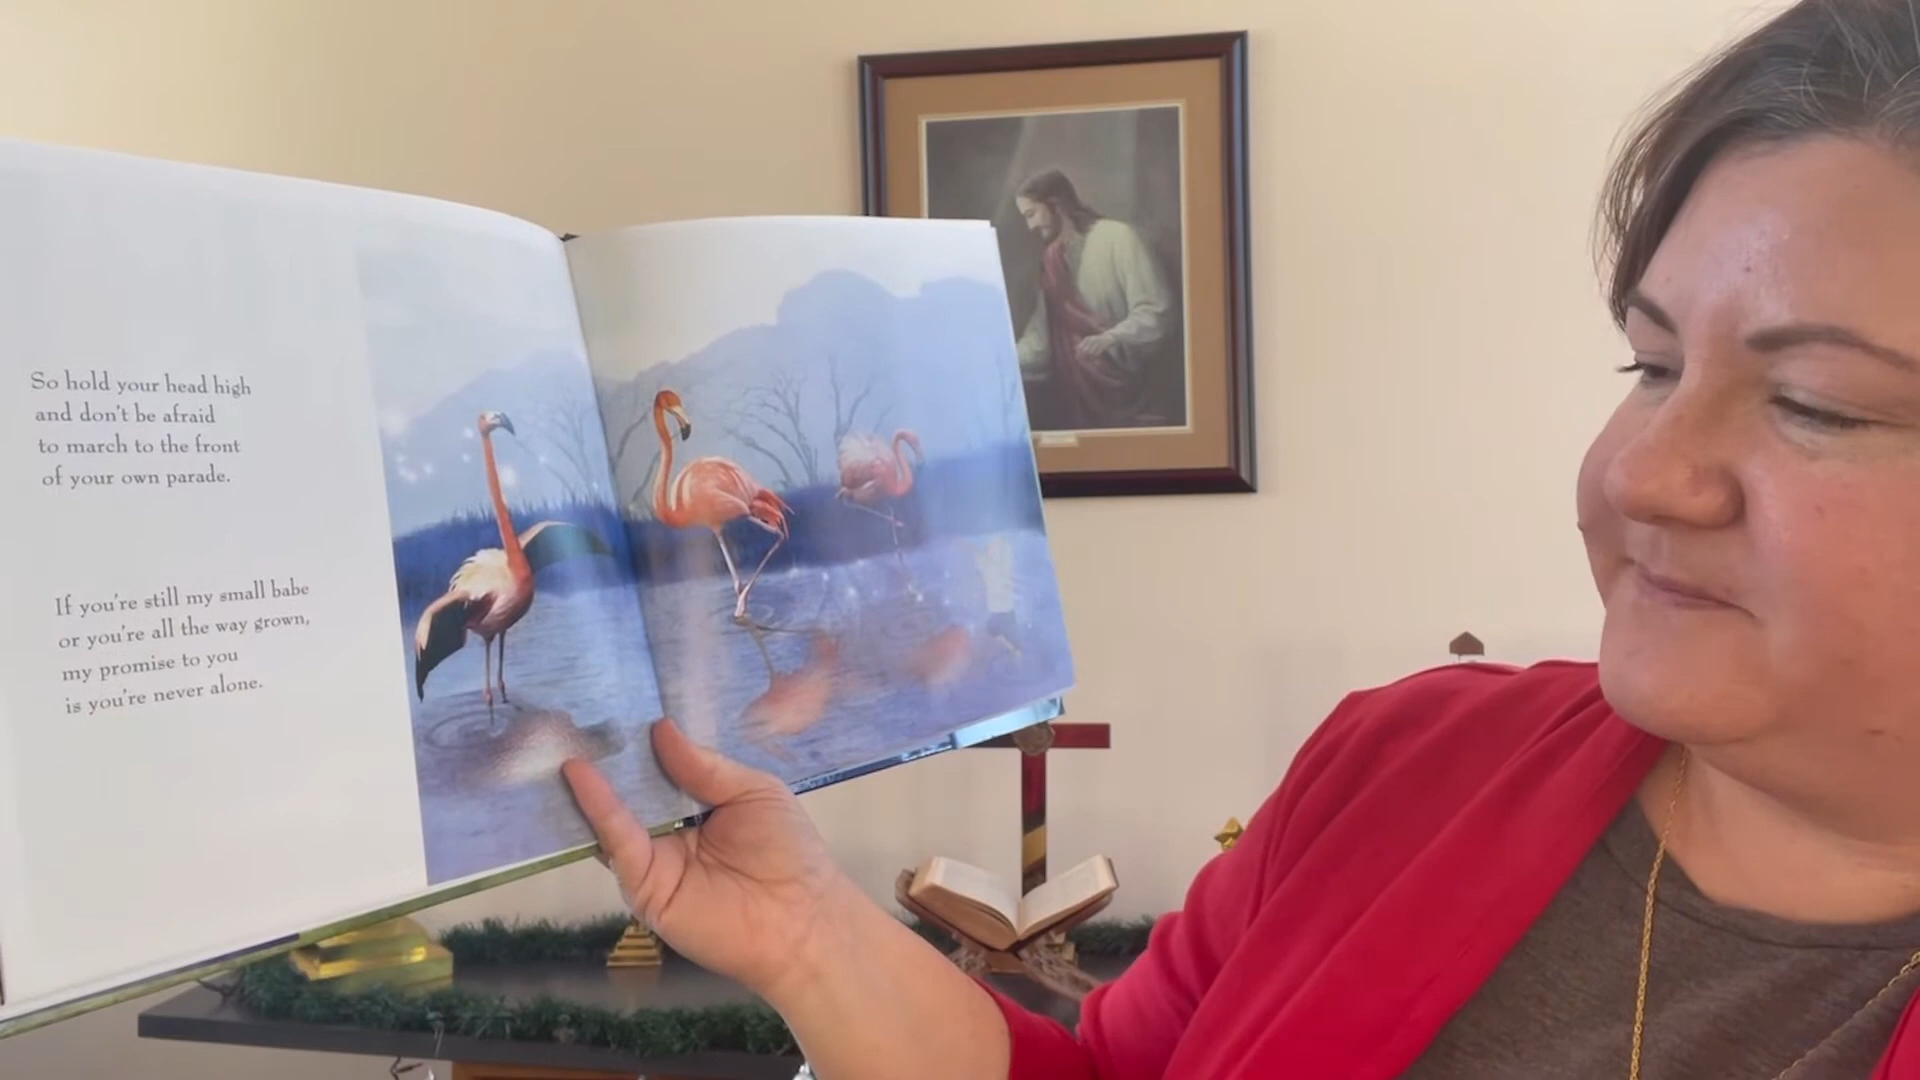 So hold your head high
and don't be afraid
to march to the front
of your own parade.
If you're still my small babe
or you're all the way grown,
my promise to you
is you're never alone.